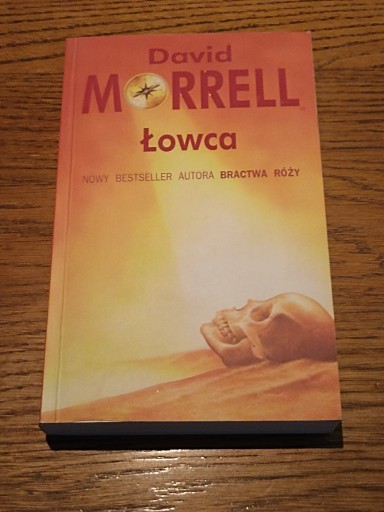 David
MORRELL
Łowca
NOWY BESTSELLER AUTORA BRACTWA RÓŻY